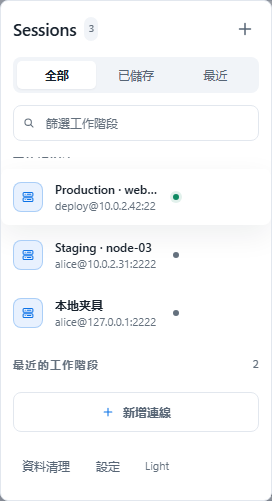 Sessions 3
全部 已儲存 最近
篩選工作階段
Production · web...
deploy@10.0.2.42:22
Staging · node-03
alice@10.0.2.31:2222
本地夹具
alice@127.0.0.1:2222
最近的工作階段 2
+ 新增連線
資料清理 設定 Light